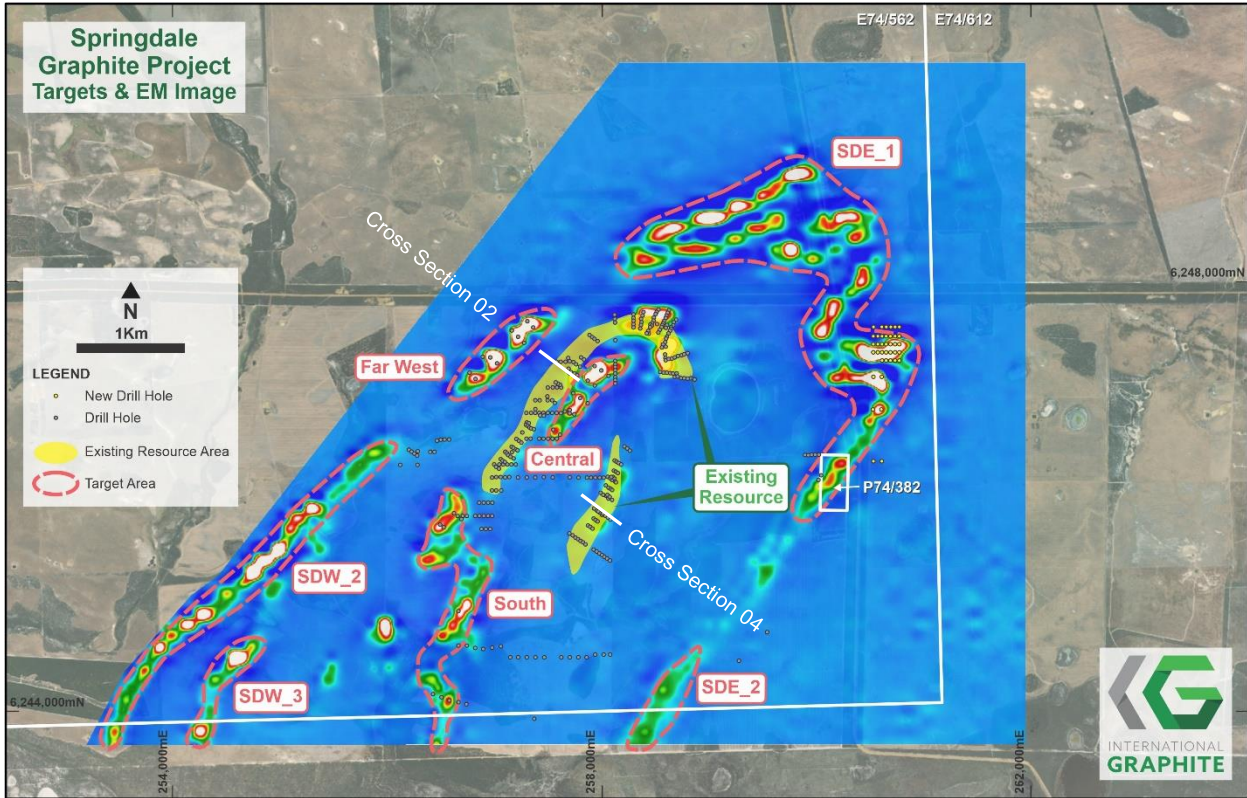 Springdale
Graphite Project
Targets & EM Image
E74/562
E74/612
SDE_1
Cross Section 02
6,248,000mN
N
1Km
LEGEND
New Drill Hole
Drill Hole
Existing Resource Area
Target Area
Far West
Central
Existing
Resource
P74/382
SDW_2
South
Cross Section 04
SDW_3
SDE_2
6,244,000mN
254,000mE
258,000mE
262,000mE
INTERNATIONAL
GRAPHITE